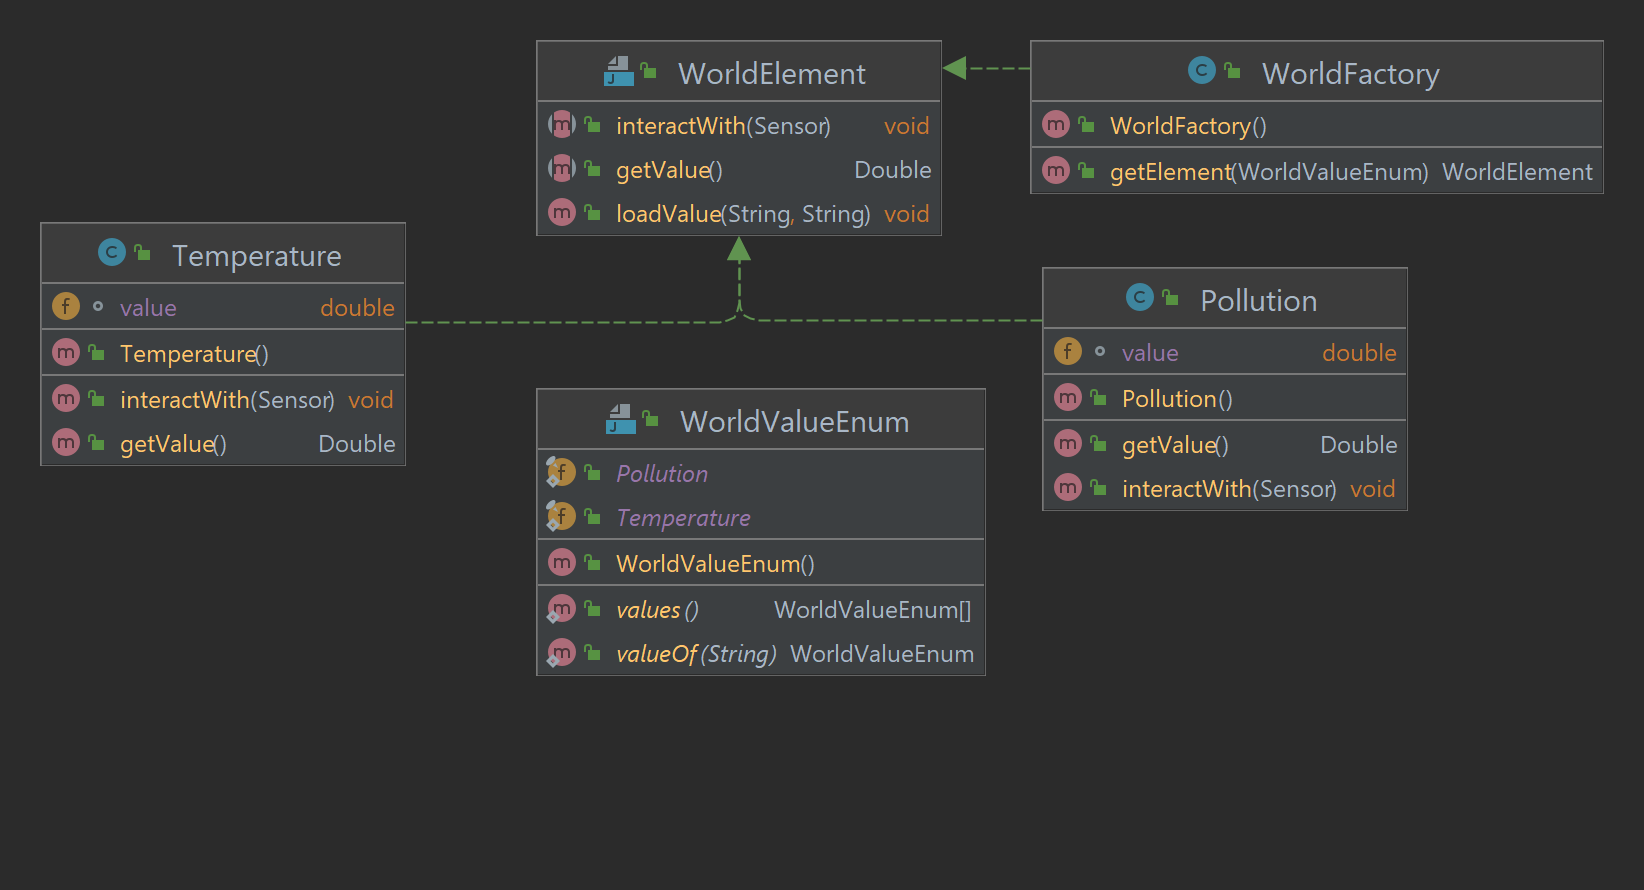 WorldElement
interactWith(Sensor) void
getValue() Double
loadValue(String, String) void
WorldFactory
WorldFactory()
getElement(WorldValueEnum) WorldElement
Temperature
value double
Temperature()
interactWith(Sensor) void
getValue() Double
Pollution
value double
Pollution()
getValue() Double
interactWith(Sensor) void
WorldValueEnum
Pollution
Temperature
WorldValueEnum()
values() WorldValueEnum[]
valueOf(String) WorldValueEnum